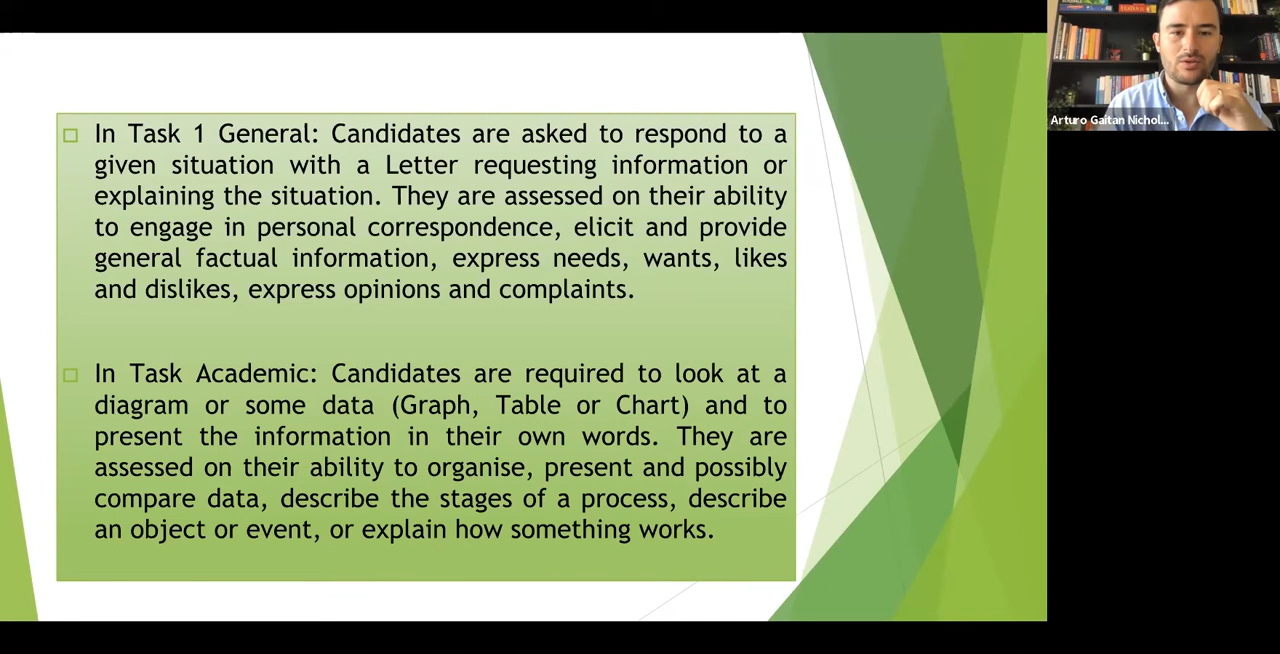 In Task 1 General: Candidates are asked to respond to a
given situation with a Letter requesting information or
explaining the situation. They are assessed on their ability
to engage in personal correspondence, elicit and provide
general factual information, express needs, wants, likes
and dislikes, express opinions and complaints.
In Task Academic: Candidates are required to look at a
diagram or some data (Graph, Table or Chart) and to
present the information in their own words. They are
assessed on their ability to organise, present and possibly
compare data, describe the stages of a process, describe
an object or event, or explain how something works.
Arturo Gaitan Nichol...